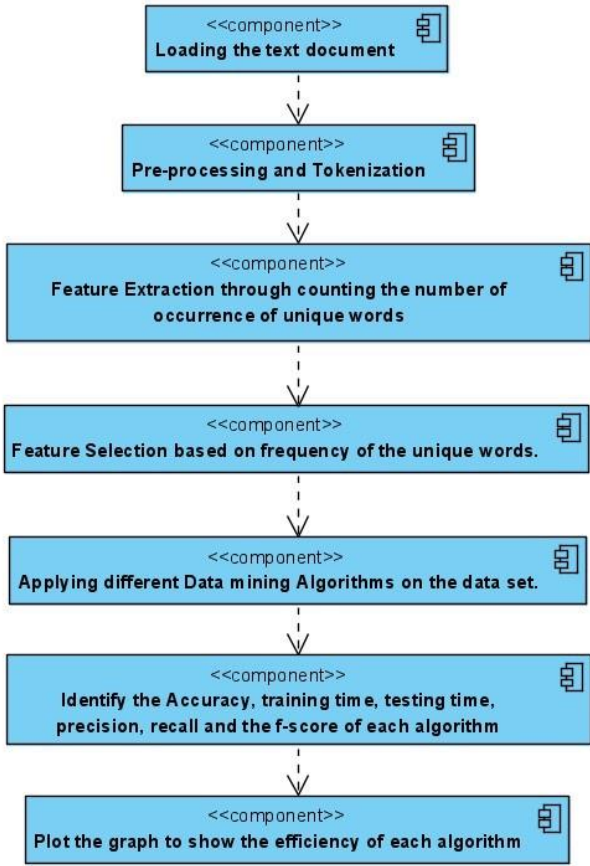 <<component>>
Loading the text document
<<component>>
Pre-processing and Tokenization
<<component>>
Feature Extraction through counting the number of
occurrence of unique words
<<component>>
Feature Selection based on frequency of the unique words.
<<component>>
Applying different Data mining Algorithms on the data set.
<<component>>
Identify the Accuracy, training time, testing time,
precision, recall and the f-score of each algorithm
<<component>>
Plot the graph to show the efficiency of each algorithm